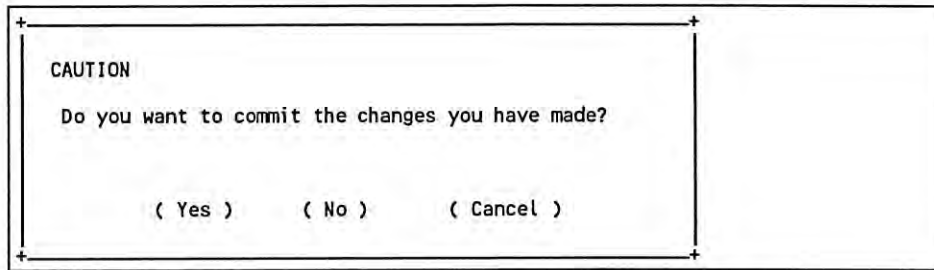 CAUTION
Do you want to commit the changes you have made?
( Yes ) ( No ) ( Cancel )